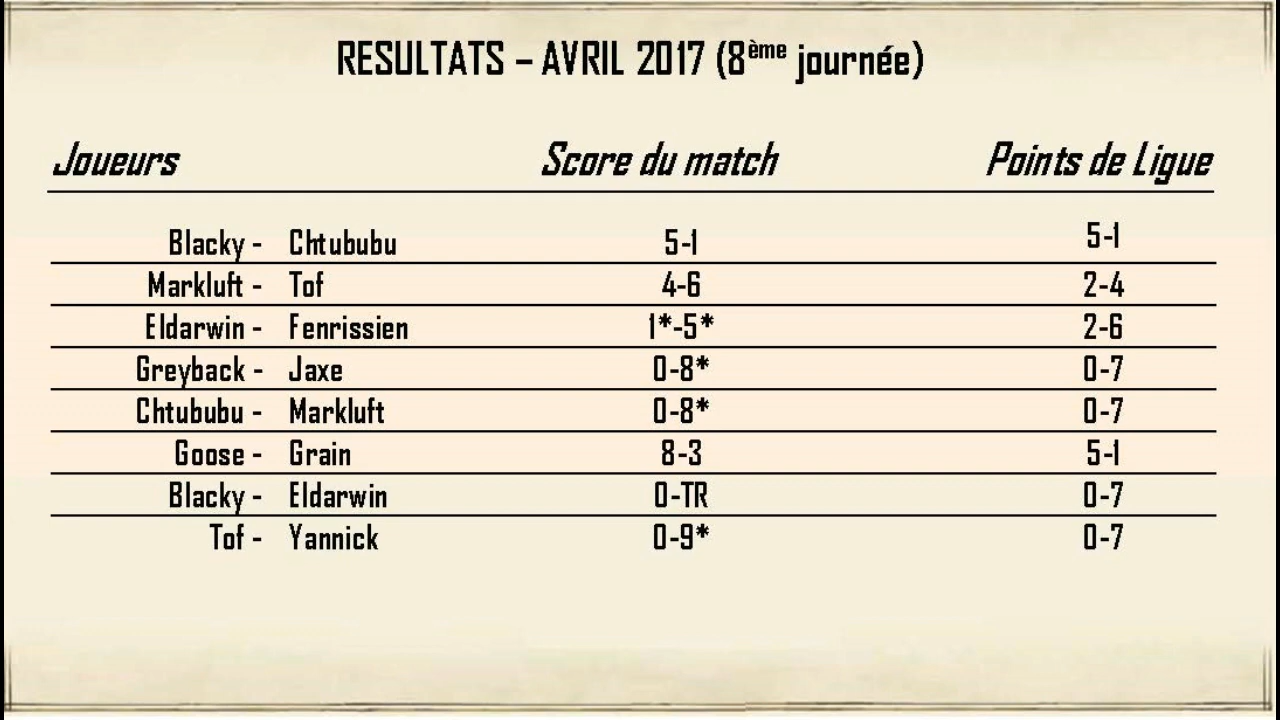 RESULTATS – AVRIL 2017 (8ème journée)
Joueurs Score du match Points de Ligue
Blacky - Chtububu 5-1 5-1
Markluft - Tof 4-6 2-4
Eldarwin - Fenrissien 1*-5* 2-6
Greyback - Jaxe 0-8* 0-7
Chtububu - Markluft 0-8* 0-7
Goose - Grain 8-3 5-1
Blacky - Eldarwin 0-TR 0-7
Tof - Yannick 0-9* 0-7